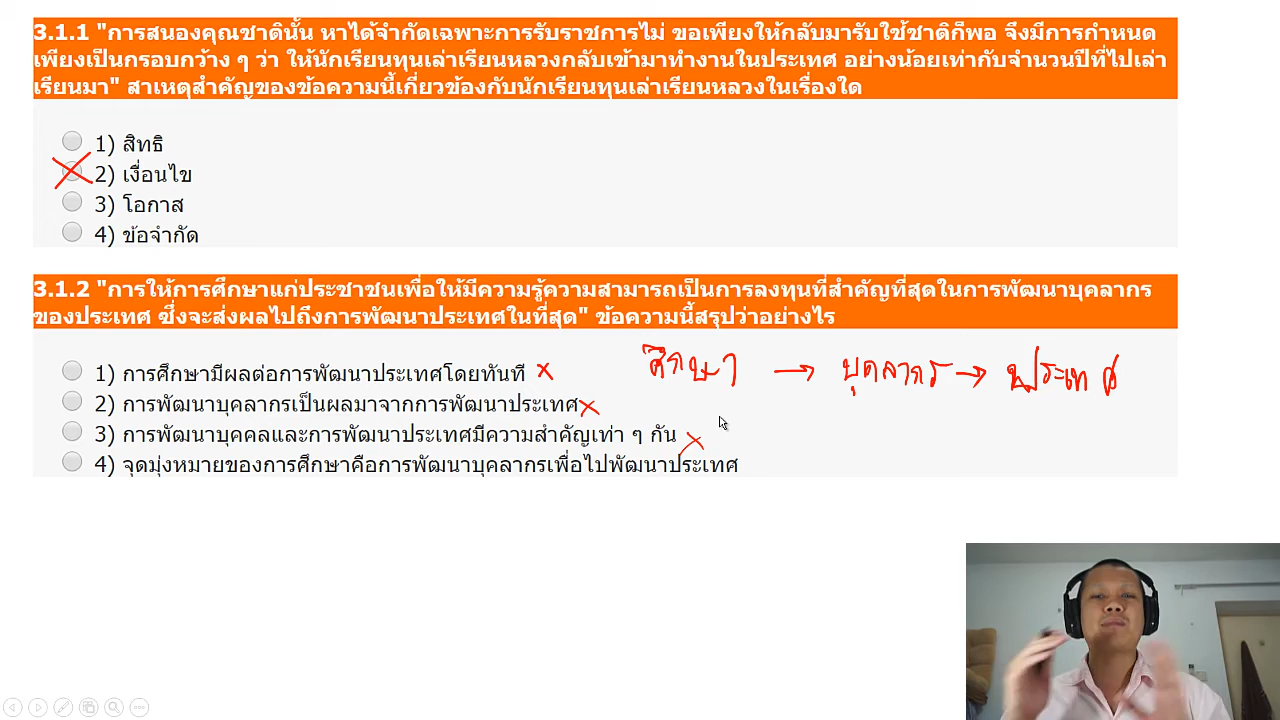 3.1.1 "การสนองคุณชาตินั้น หาได้จำกัดเฉพาะการรับราชการไม่ ขอเพียงให้กลับมารับใช้ชาติก็พอ จึงมีการกำหนด
เพียงเป็นกรอบกว้าง ๆ ว่า ให้นักเรียนทุนเล่าเรียนหลวงกลับเข้ามาทำงานในประเทศ อย่างน้อยเท่ากับจำนวนปีที่ไปเล่า
เรียนมา" สาเหตุสำคัญของข้อความนี้เกี่ยวข้องกับนักเรียนทุนเล่าเรียนหลวงในเรื่องใด
1) สิทธิ
2) เงื่อนไข
3) โอกาส
4) ข้อจำกัด
3.1.2 "การให้การศึกษาแก่ประชาชนเพื่อให้มีความรู้ความสามารถเป็นการลงทุนที่สำคัญที่สุดในการพัฒนาบุคลากร
ของประเทศ ซึ่งจะส่งผลไปถึงการพัฒนาประเทศในที่สุด" ข้อความนี้สรุปว่าอย่างไร
1) การศึกษามีผลต่อการพัฒนาประเทศโดยทันที
ศึกษา → บุคลากร → ประเทศ
2) การพัฒนาบุคลากรเป็นผลมาจากการพัฒนาประเทศ
3) การพัฒนาบุคคลและการพัฒนาประเทศมีความสำคัญเท่า ๆ กัน
4) จุดมุ่งหมายของการศึกษาคือการพัฒนาบุคลากรเพื่อไปพัฒนาประเทศ